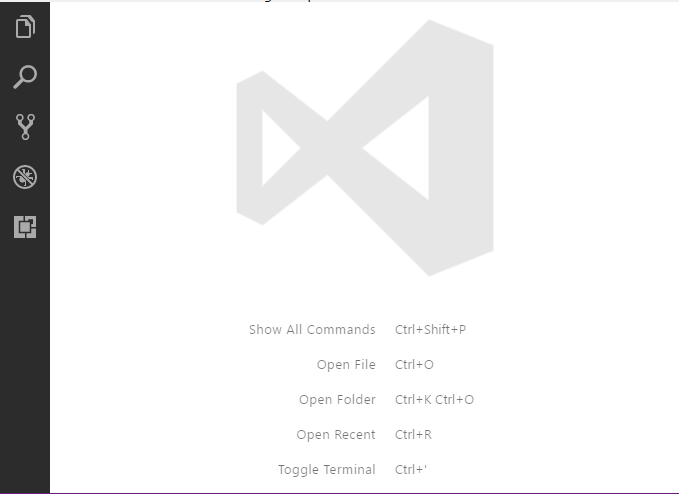 Show All Commands Ctrl+Shift+P
Open File Ctrl+O
Open Folder Ctrl+K Ctrl+O
Open Recent Ctrl+R
Toggle Terminal Ctrl+'